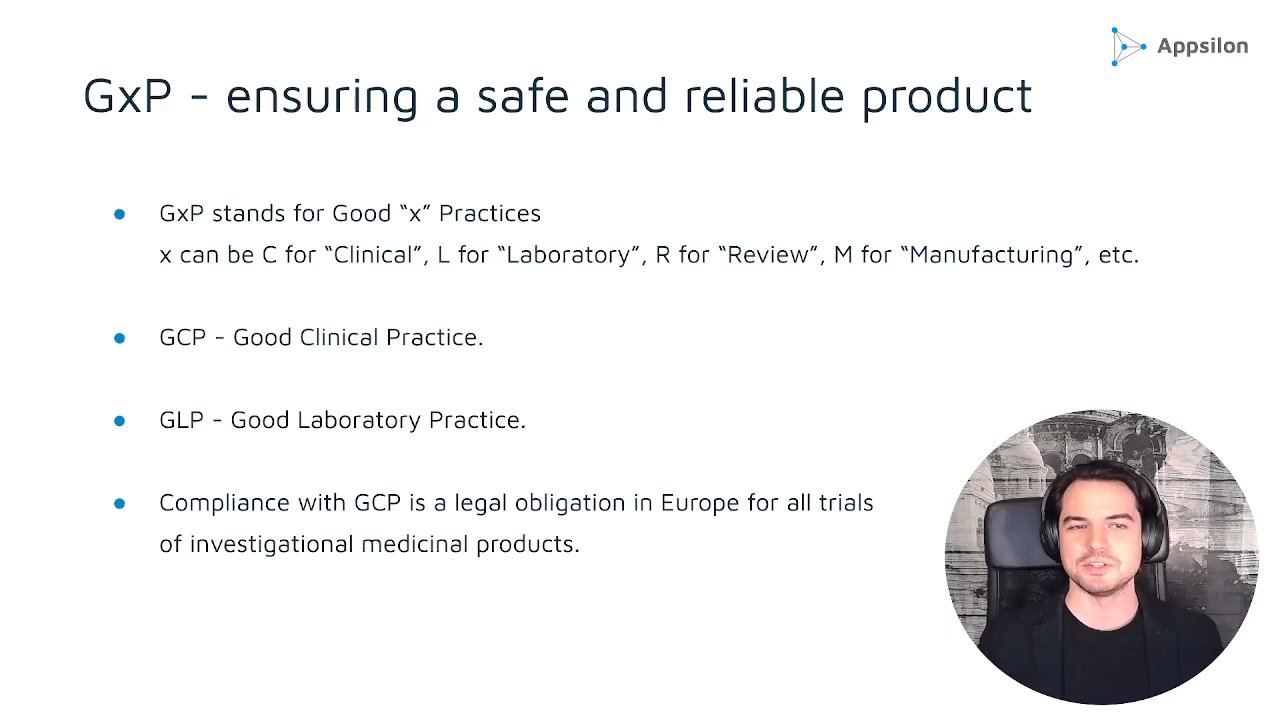 Appsilon
GxP - ensuring a safe and reliable product
● GxP stands for Good “x” Practices
x can be C for “Clinical”, L for “Laboratory”, R for “Review”, M for “Manufacturing”, etc.
● GCP - Good Clinical Practice.
● GLP - Good Laboratory Practice.
● Compliance with GCP is a legal obligation in Europe for all trials
of investigational medicinal products.